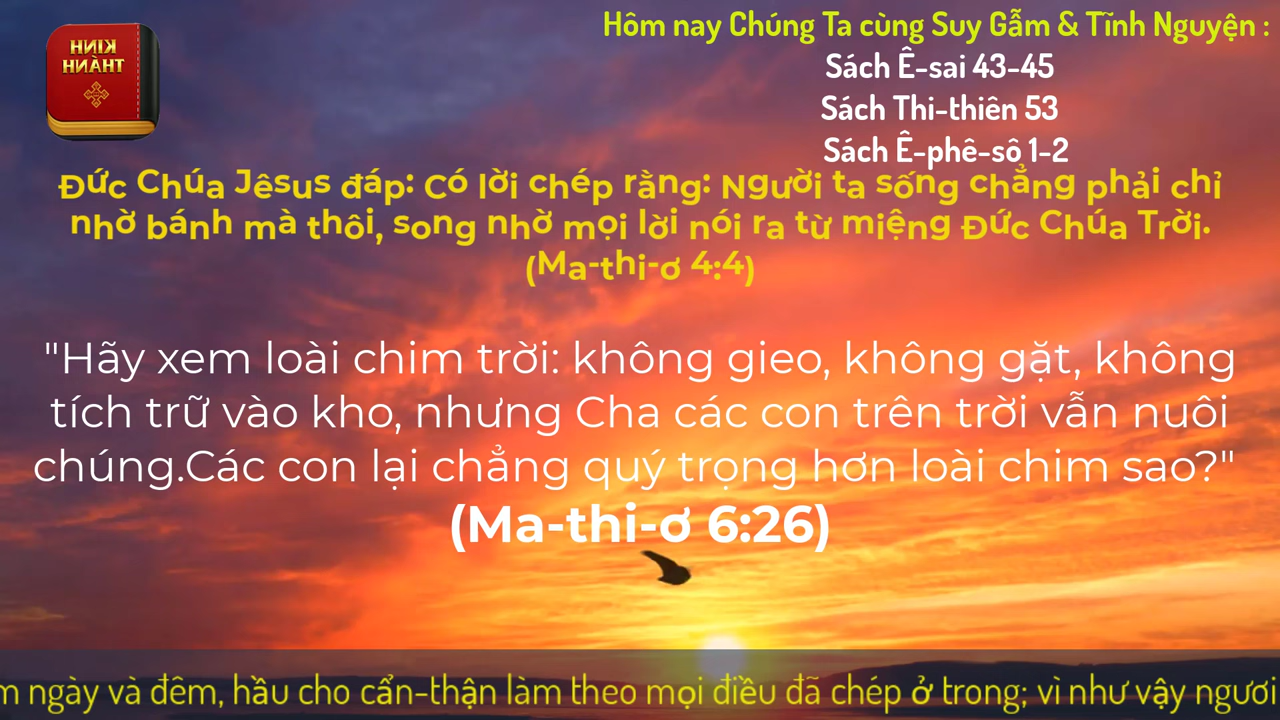 KINH
THÀNH
Hôm nay Chúng Ta cùng Suy Gẫm & Tĩnh Nguyện :
Sách Ê-sai 43-45
Sách Thi-thiên 53
Sách Ê-phê-sô 1-2
Đức Chúa Jêsus đáp: Có lời chép rằng: Người ta sống chẳng phải chỉ
nhờ bánh mà thôi, song nhờ mọi lời nói ra từ miệng Đức Chúa Trời.
(Ma-thi-ơ 4:4)
"Hãy xem loài chim trời: không gieo, không gặt, không
tích trữ vào kho, nhưng Cha các con trên trời vẫn nuôi
chúng.Các con lại chẳng quý trọng hơn loài chim sao?"
(Ma-thi-ơ 6:26)
m ngày và đêm, hầu cho cẩn-thận làm theo mọi điều đã chép ở trong; vì như vậy ngươi